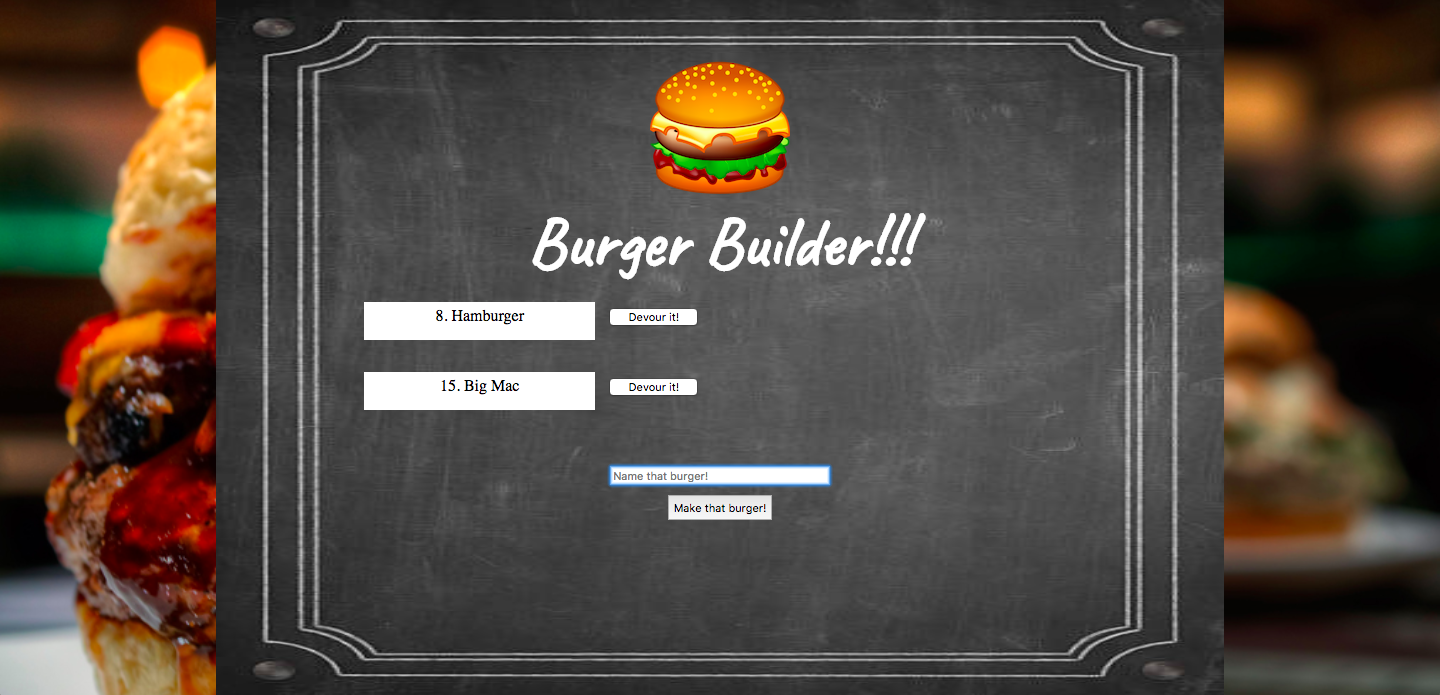 Burger Builder!!!
8. Hamburger
Devour it!
15. Big Mac
Devour it!
Name that burger!
Make that burger!